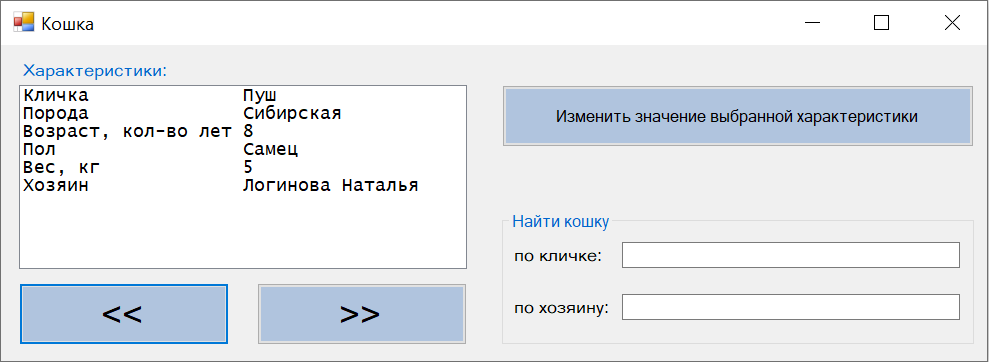 Кошка
Характеристики:
Кличка Пуш
Порода Сибирская
Возраст, кол-во лет 8
Пол Самец
Вес, кг 5
Хозяин Логинова Наталья
<< >>
Изменить значение выбранной характеристики
Найти кошку
по кличке:
по хозяину: